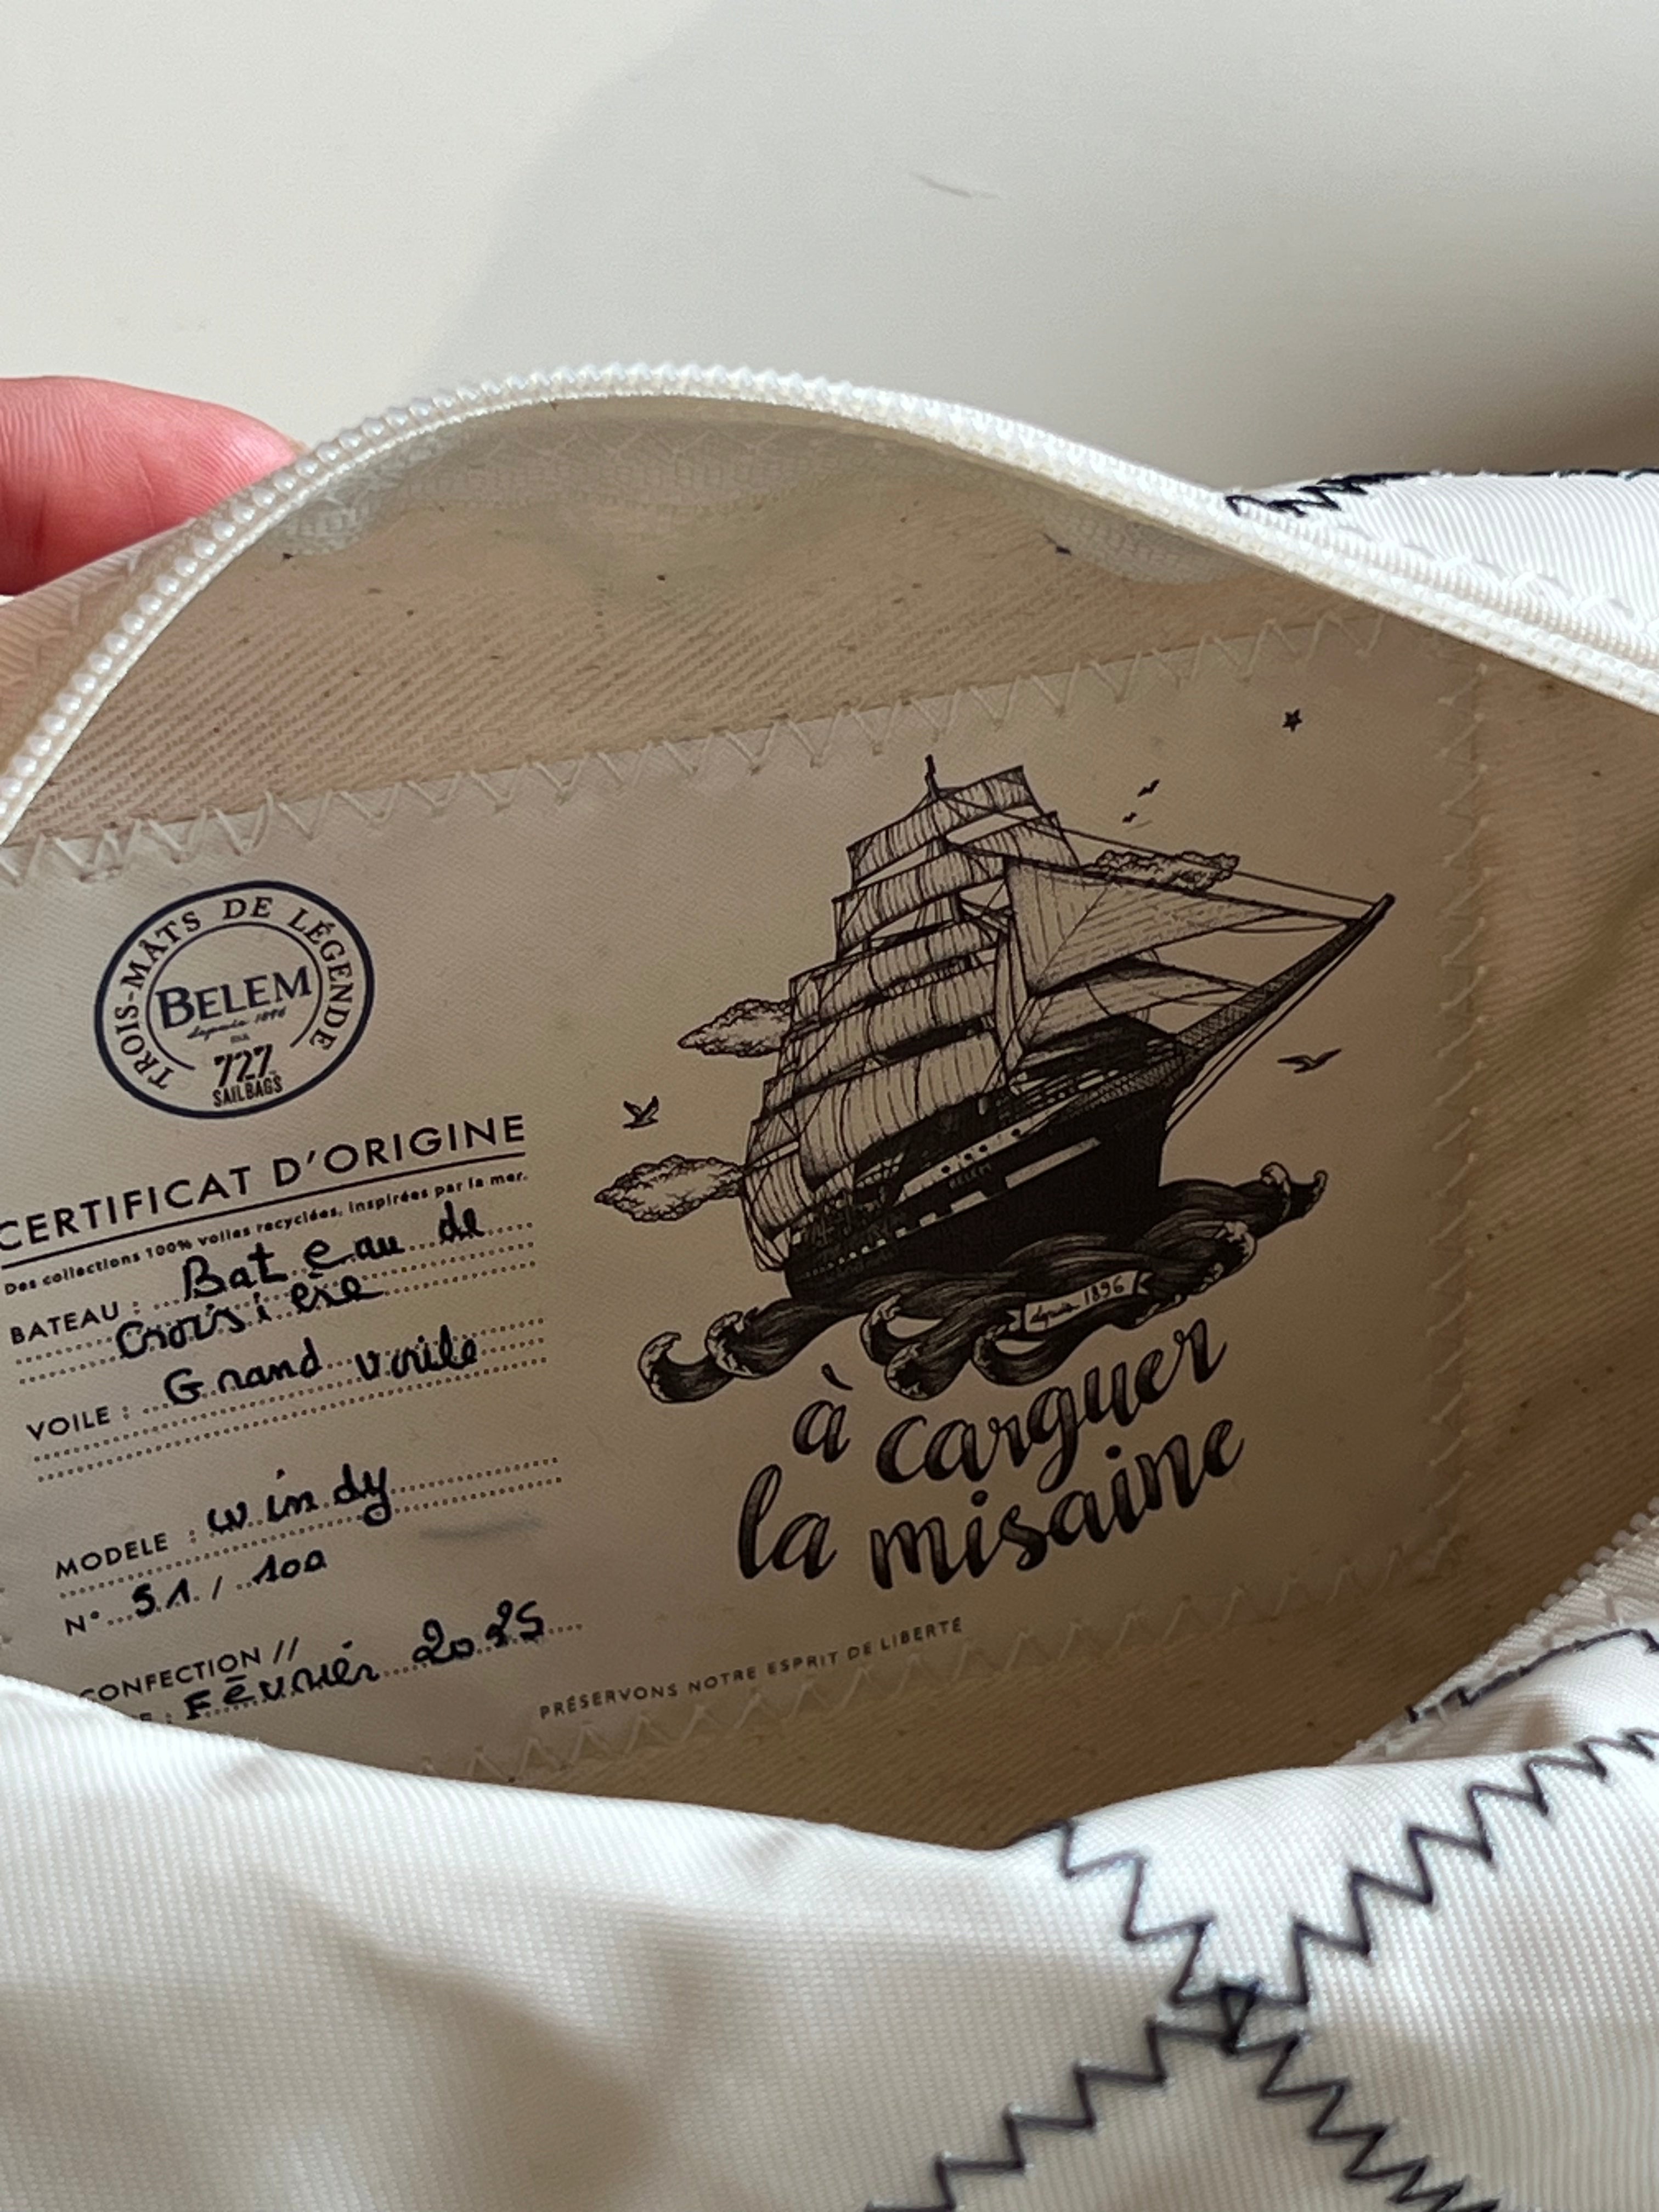 TROIS-MÂTS DE LÉGENDE
BELEM
depuis 1896
PAR
727
SAILBAGS
CERTIFICAT D'ORIGINE
Des collections 100% voiles recyclées, inspirées par la mer.
BATEAU : Bateau de
Croisière
VOILE : Grand voile
MODELE : windy
N° 51 / 100
CONFECTION //
E : Février 2025
BELEM
depuis 1896
à carguer
la misaine
PRÉSERVONS NOTRE ESPRIT DE LIBERTÉ